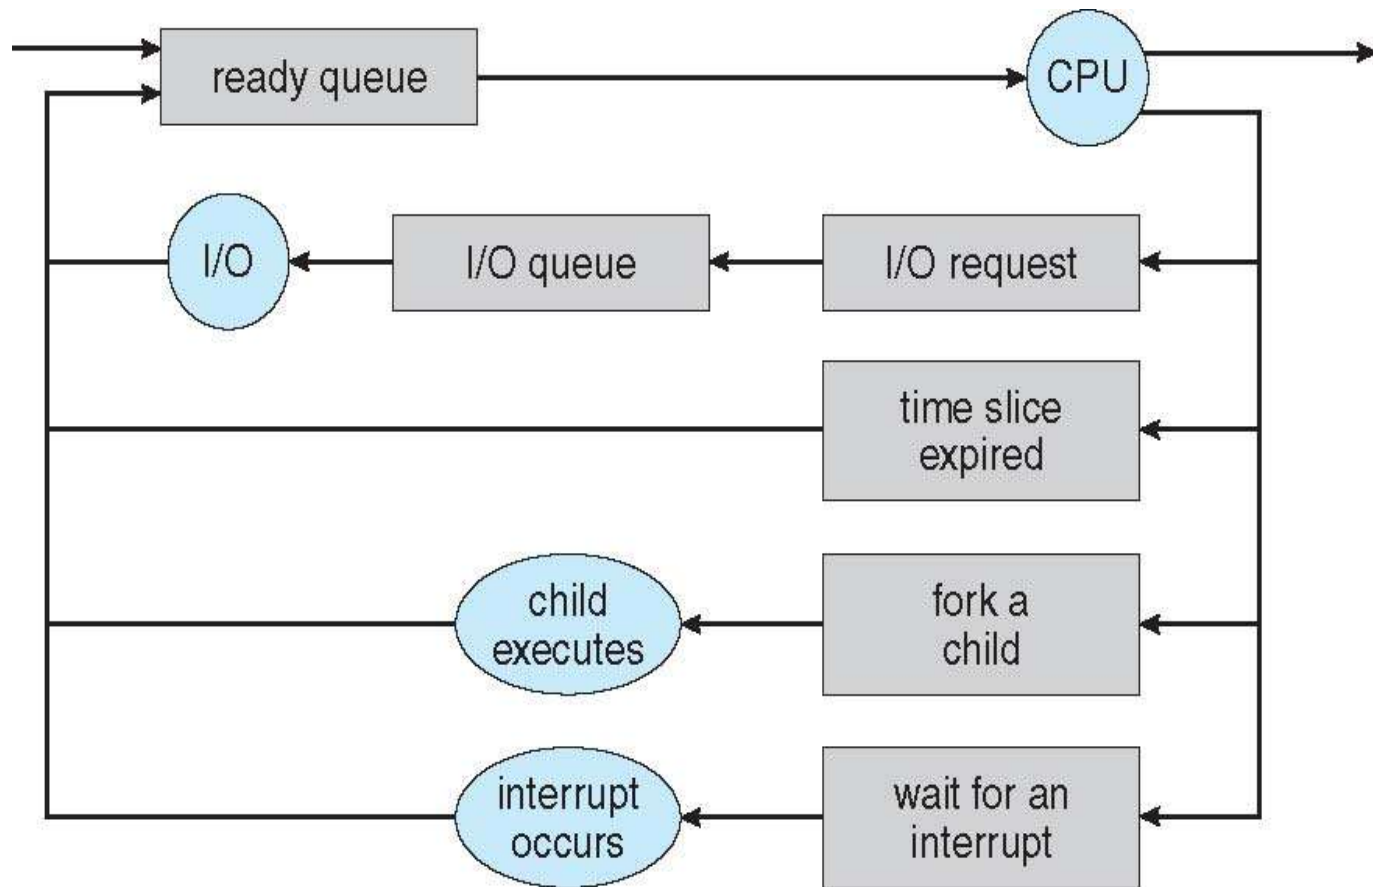 ready queue
CPU
I/O
I/O queue
I/O request
time slice
expired
child
executes
fork a
child
interrupt
occurs
wait for an
interrupt